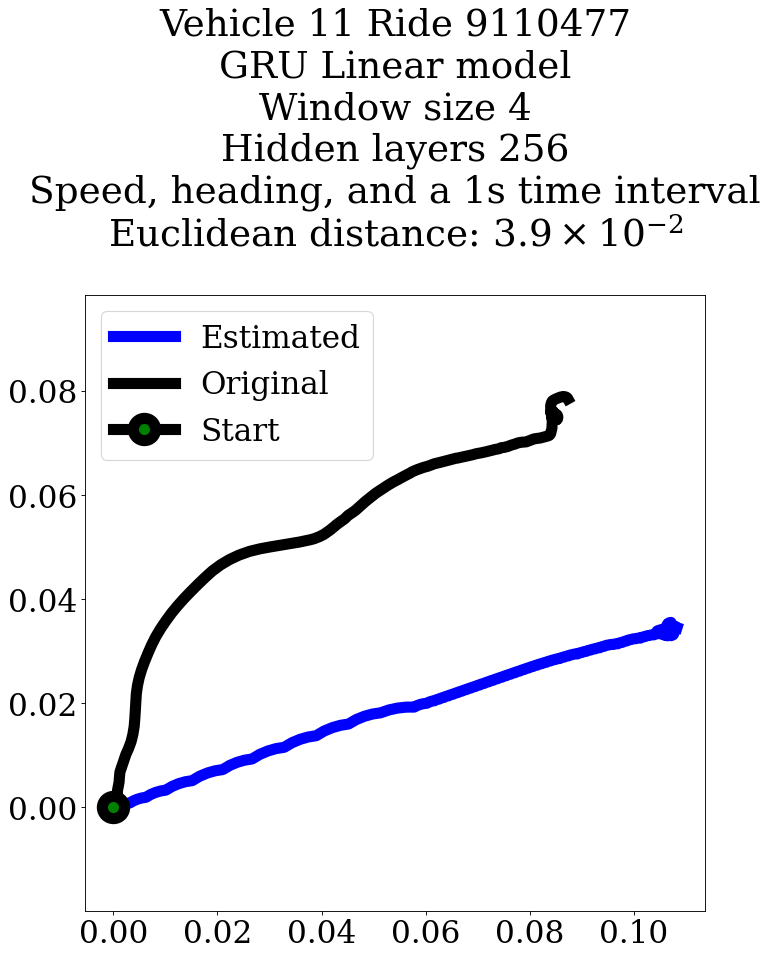 Vehicle 11 Ride 9110477
GRU Linear model
Window size 4
Hidden layers 256
Speed, heading, and a 1s time interval
Euclidean distance: 3.9 × 10⁻²
Estimated
Original
Start
0.08
0.06
0.04
0.02
0.00
0.00 0.02 0.04 0.06 0.08 0.10